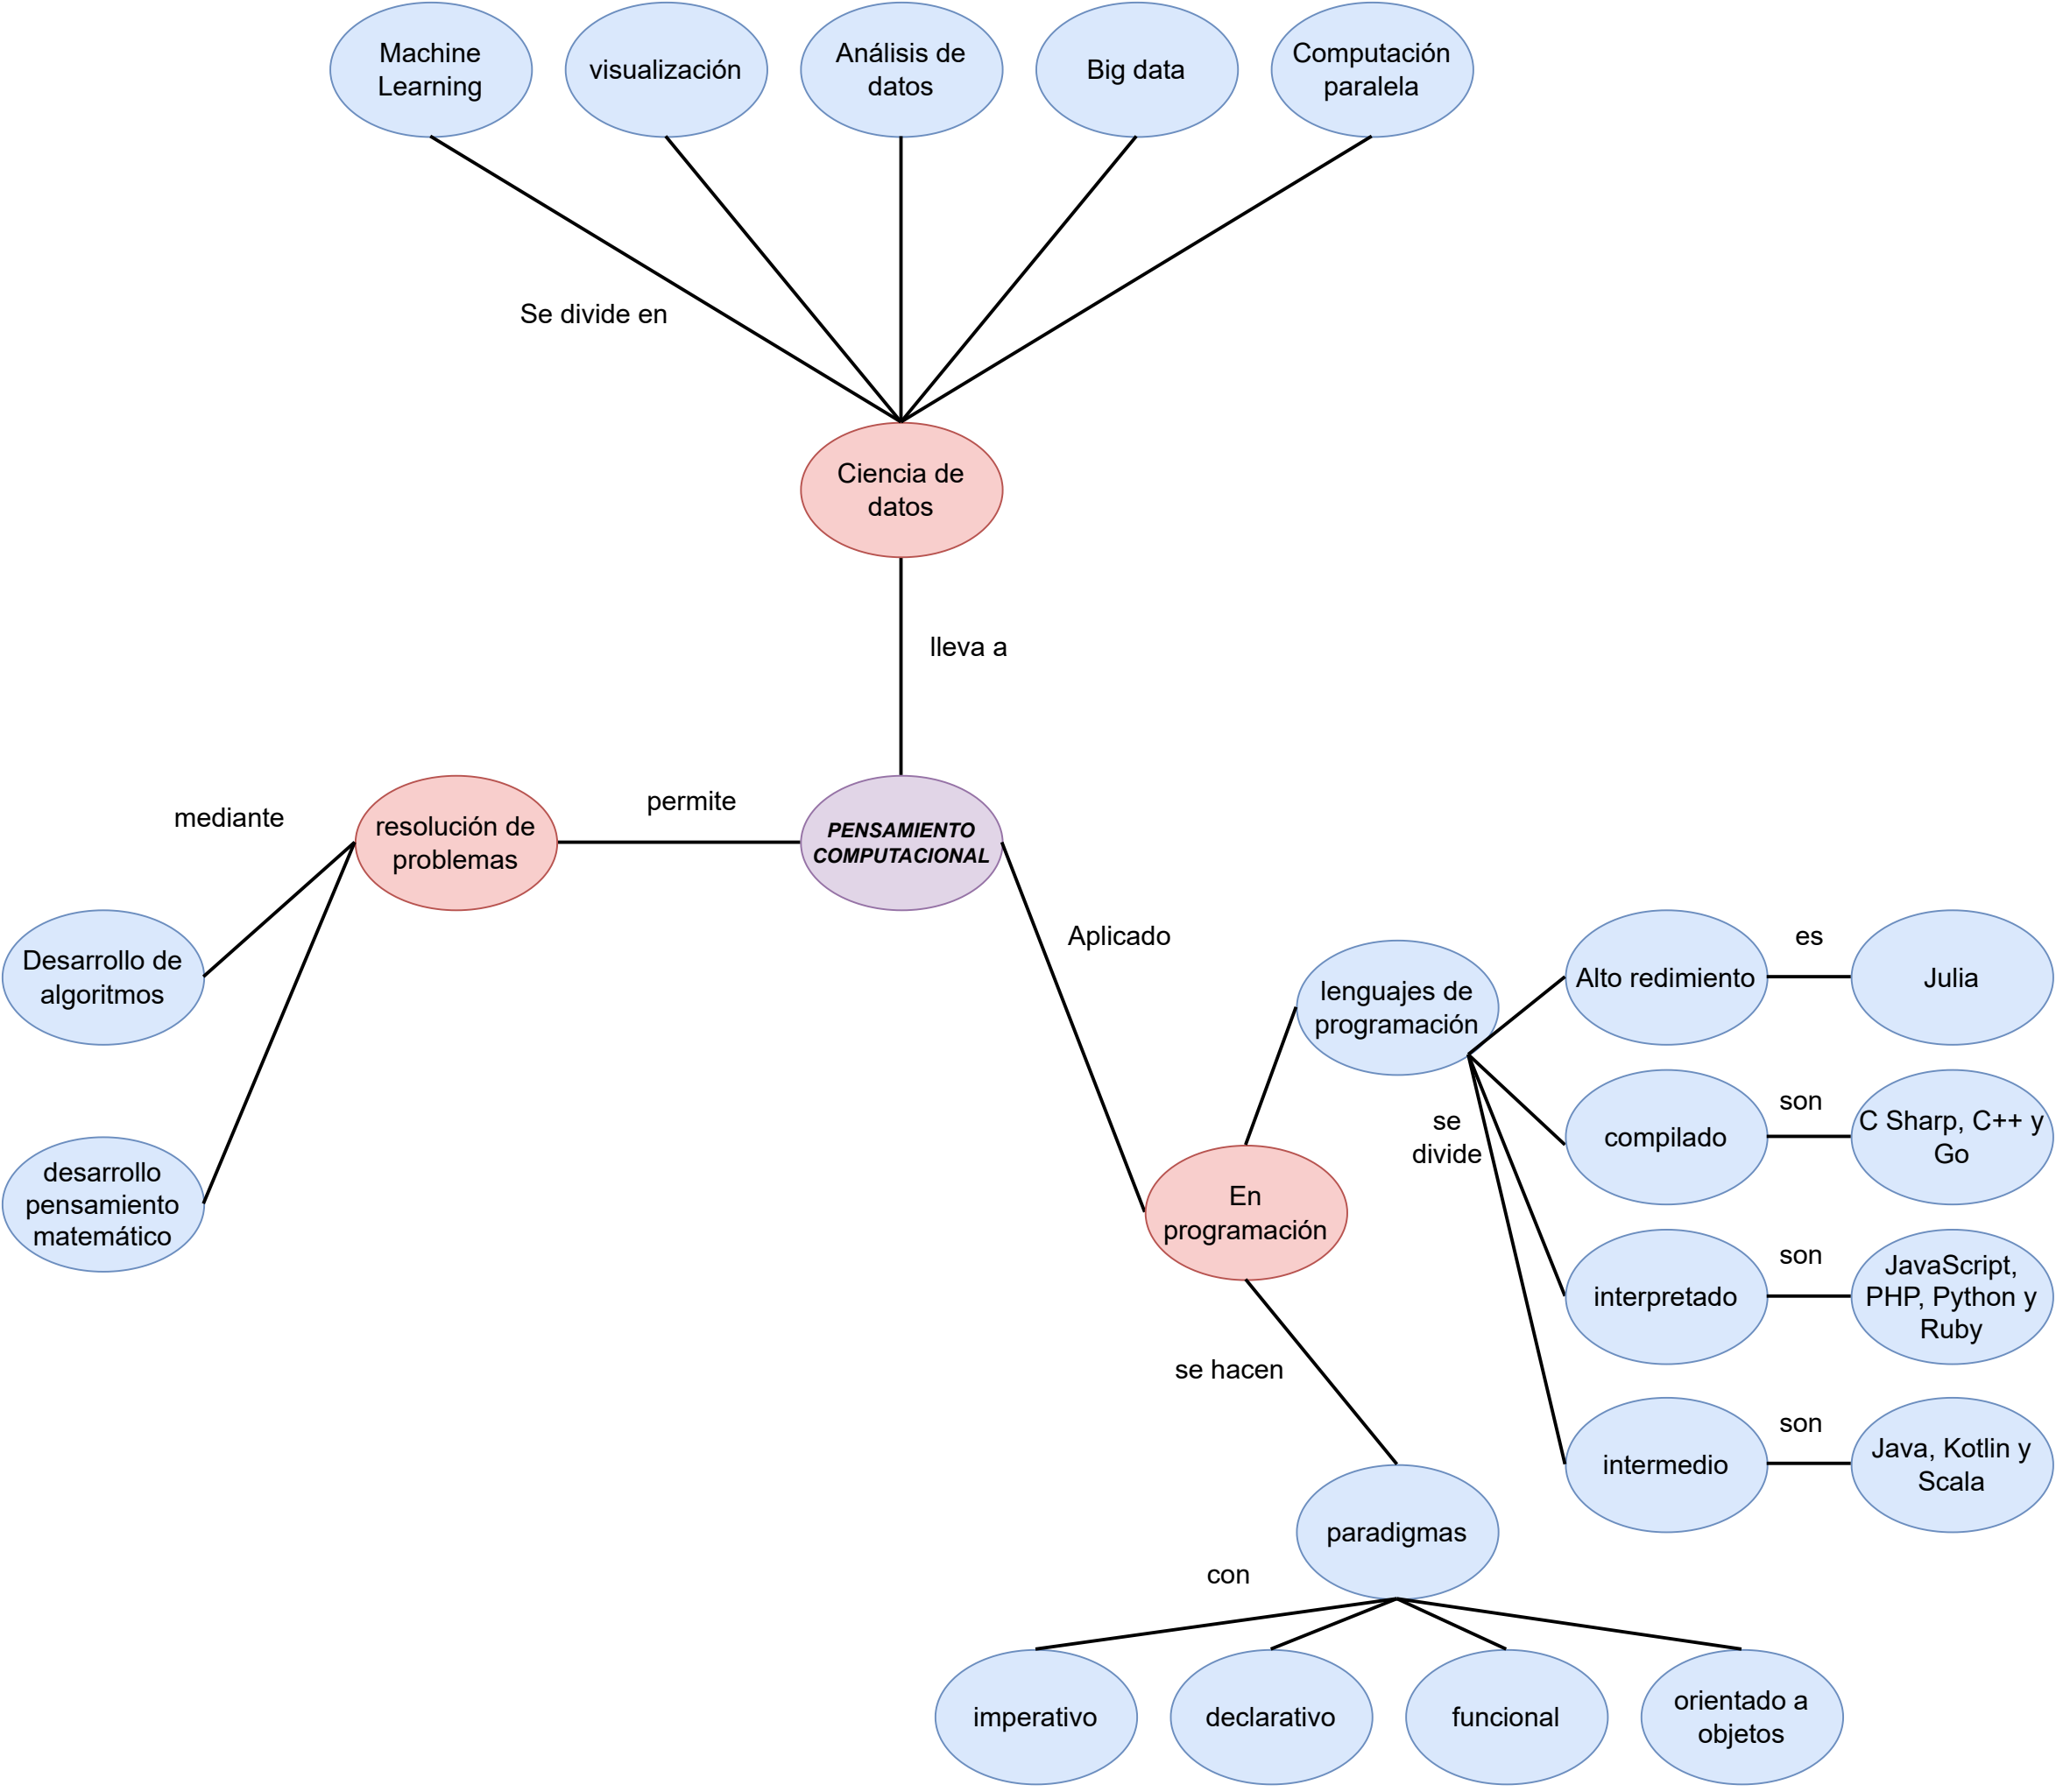 Machine
Learning
visualización
Análisis de
datos
Big data
Computación
paralela
Se divide en
Ciencia de
datos
lleva a
mediante
resolución de
problemas
permite
PENSAMIENTO
COMPUTACIONAL
Desarrollo de
algoritmos
desarrollo
pensamiento
matemático
Aplicado
En
programación
lenguajes de
programación
se
divide
Alto redimiento
es
Julia
compilado
son
C Sharp, C++ y
Go
interpretado
son
JavaScript,
PHP, Python y
Ruby
intermedio
son
Java, Kotlin y
Scala
se hacen
paradigmas
con
imperativo
declarativo
funcional
orientado a
objetos